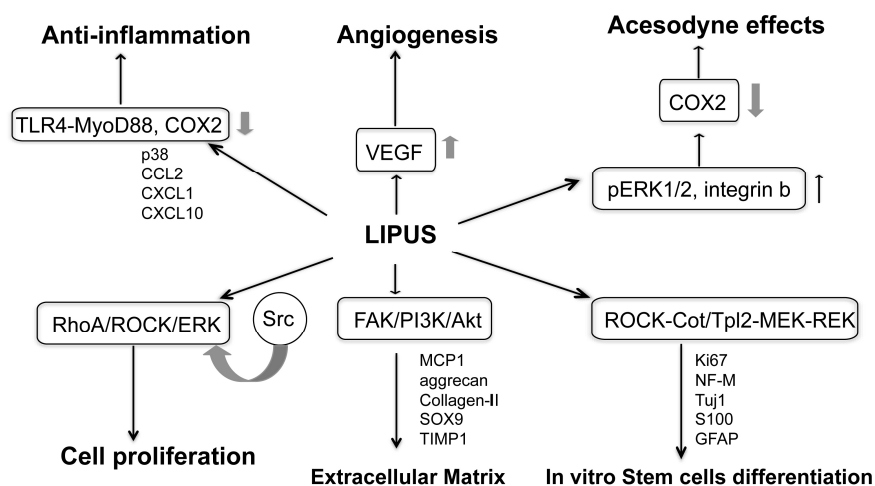 Anti-inflammation
Angiogenesis
Acesodyne effects
TLR4-MyoD88, COX2
p38
CCL2
CXCL1
CXCL10
VEGF
COX2
pERK1/2, integrin b
LIPUS
RhoA/ROCK/ERK
Src
FAK/PI3K/Akt
ROCK-Cot/Tpl2-MEK-REK
MCP1
aggrecan
Collagen-II
SOX9
TIMP1
Ki67
NF-M
Tuj1
S100
GFAP
Cell proliferation
Extracellular Matrix
In vitro Stem cells differentiation